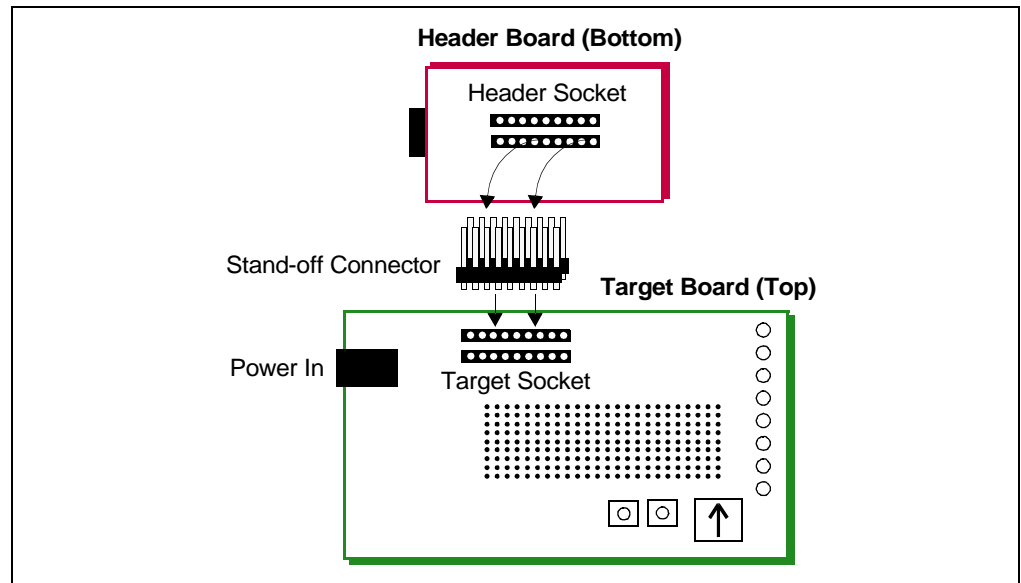 Header Board (Bottom)
Header Socket
Stand-off Connector
Target Board (Top)
Power In
Target Socket